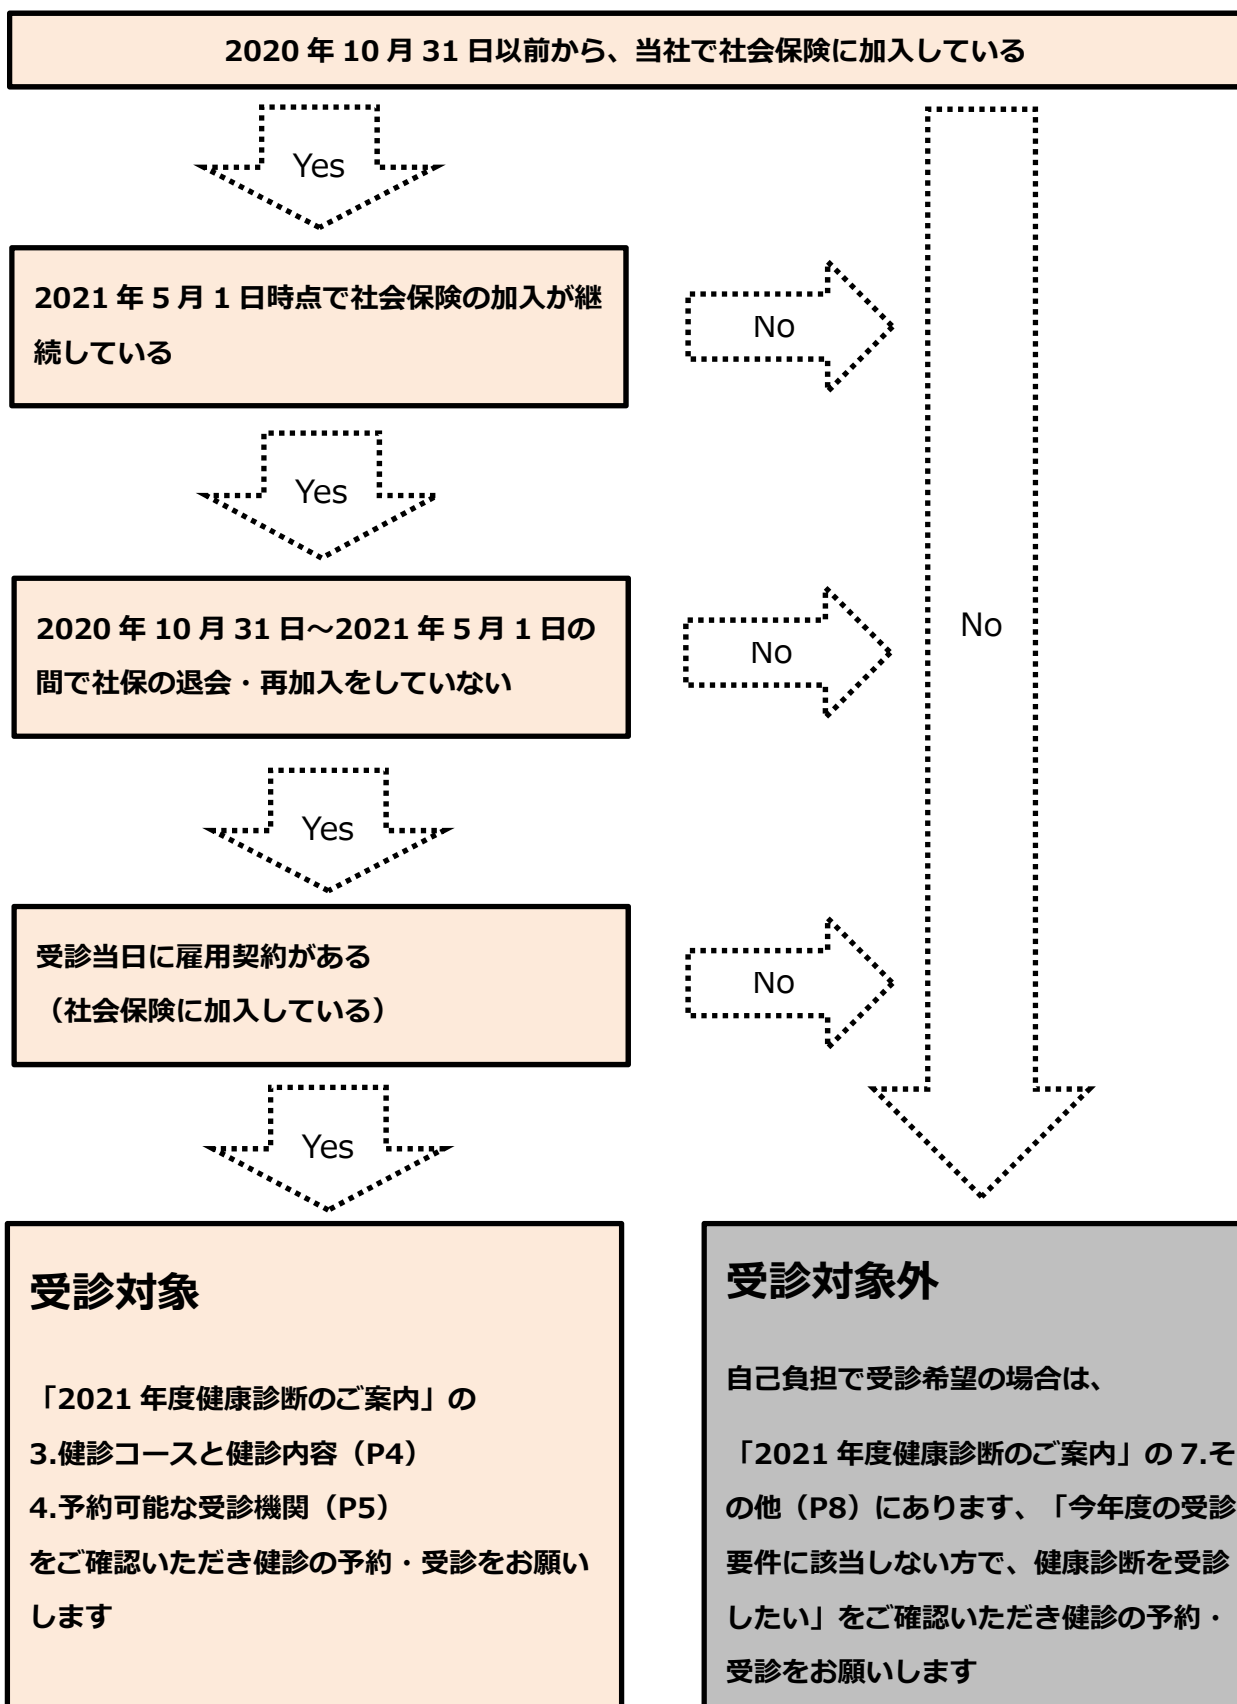 2020 年 10 月 31 日以前から、当社で社会保険に加入している
Yes
2021 年 5 月 1 日時点で社会保険の加入が継
続している
No
Yes
2020 年 10 月 31 日～2021 年 5 月 1 日の
間で社保の退会・再加入をしていない
No
No
Yes
受診当日に雇用契約がある
（社会保険に加入している）
No
Yes
受診対象
「2021 年度健康診断のご案内」の
3.健診コースと健診内容（P4）
4.予約可能な受診機関（P5）
をご確認いただき健診の予約・受診をお願い
します
受診対象外
自己負担で受診希望の場合は、
「2021 年度健康診断のご案内」の 7.そ
の他（P8）にあります、「今年度の受診
要件に該当しない方で、健康診断を受診
したい」をご確認いただき健診の予約・
受診をお願いします